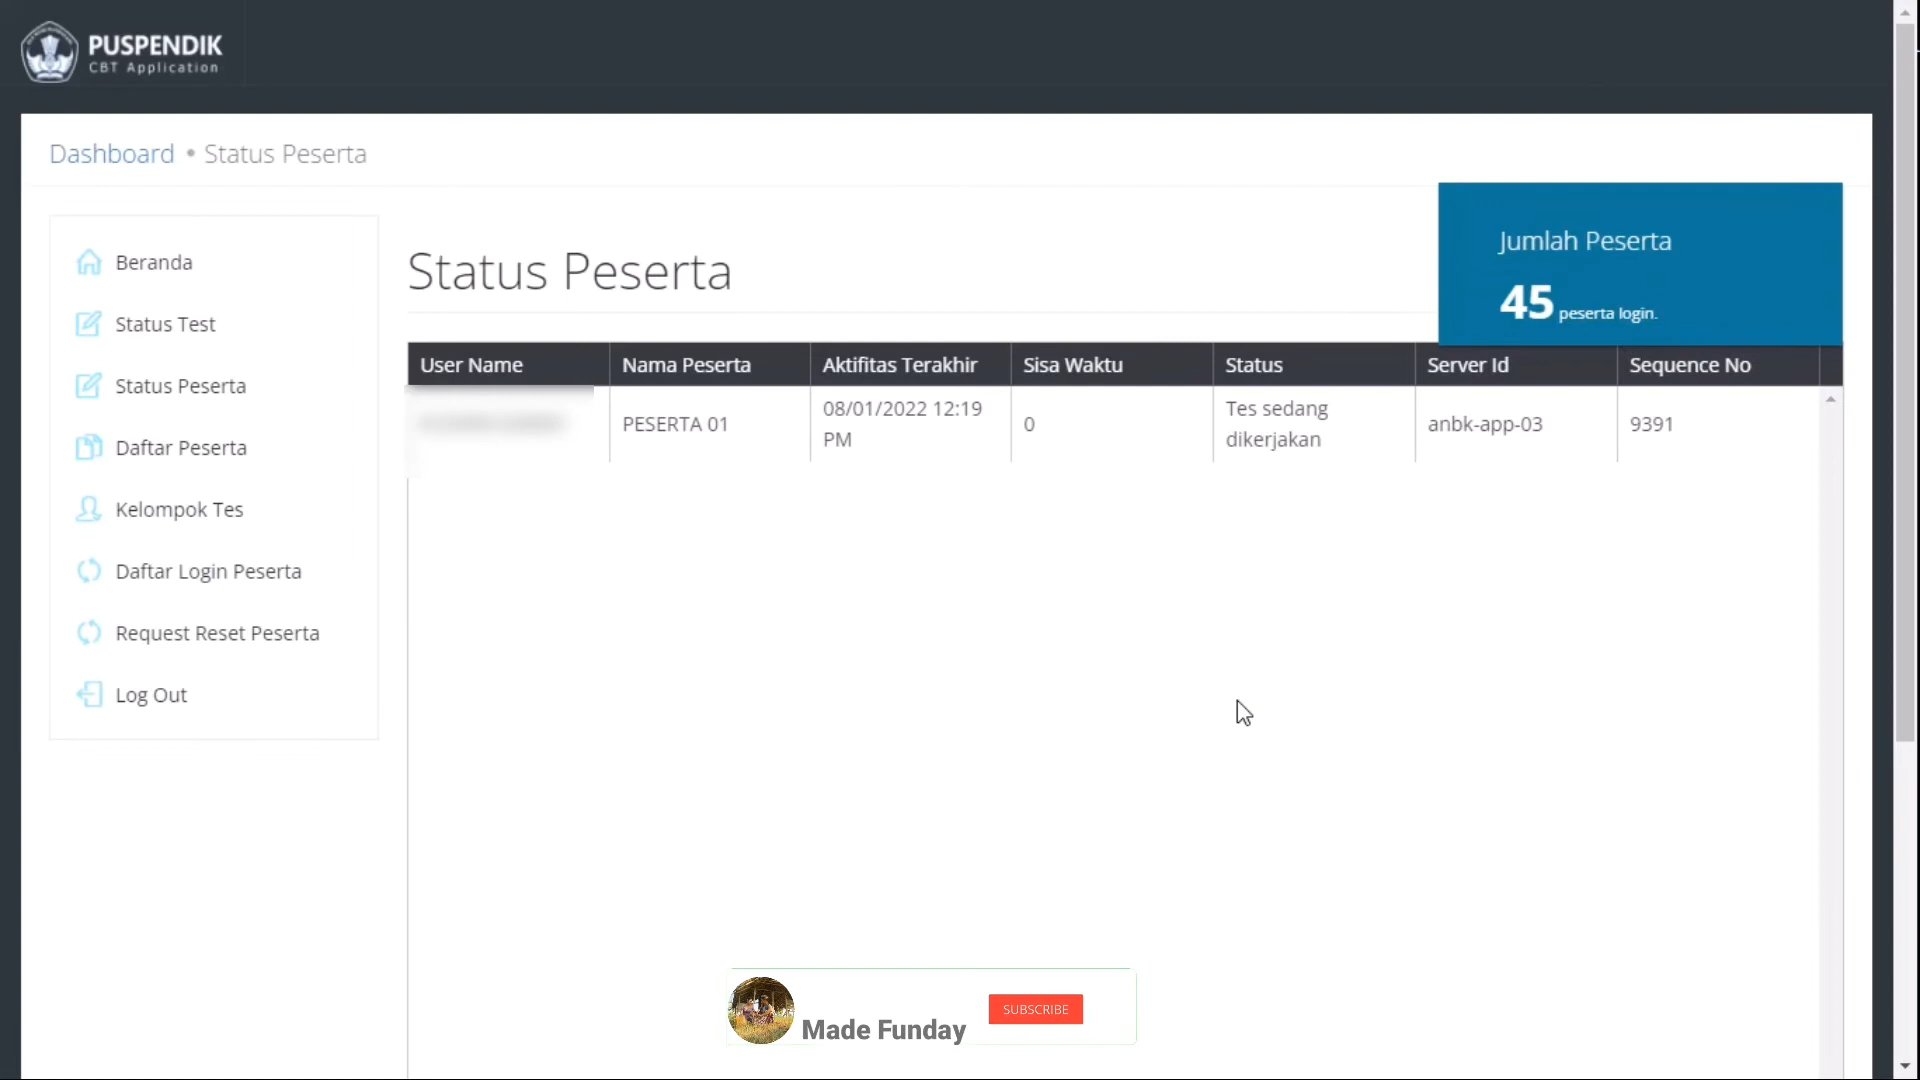 PUSPENDIK
CBT Application
Dashboard • Status Peserta
Beranda
Status Test
Status Peserta
Daftar Peserta
Kelompok Tes
Daftar Login Peserta
Request Reset Peserta
Log Out
Status Peserta
Jumlah Peserta
45 peserta login.
User Name Nama Peserta Aktifitas Terakhir Sisa Waktu Status Server Id Sequence No
PESERTA 01
08/01/2022 12:19
PM
0
Tes sedang
dikerjakan
anbk-app-03
9391
Made Funday
SUBSCRIBE